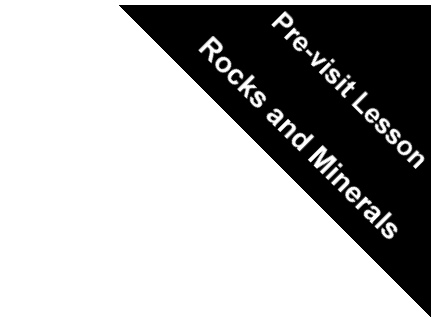 Pre-visit Lesson
Rocks and Minerals